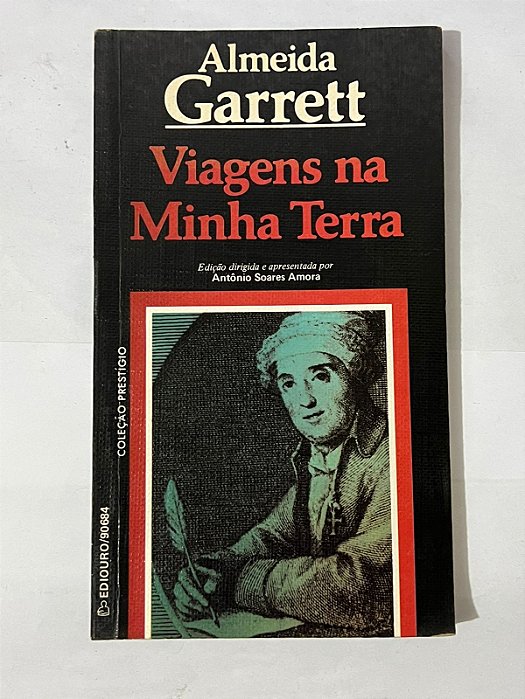 Almeida
Garrett
Viagens na
Minha Terra
Edição dirigida e apresentada por
Antônio Soares Amora
COLEÇÃO PRESTÍGIO
EDIOURO/90684